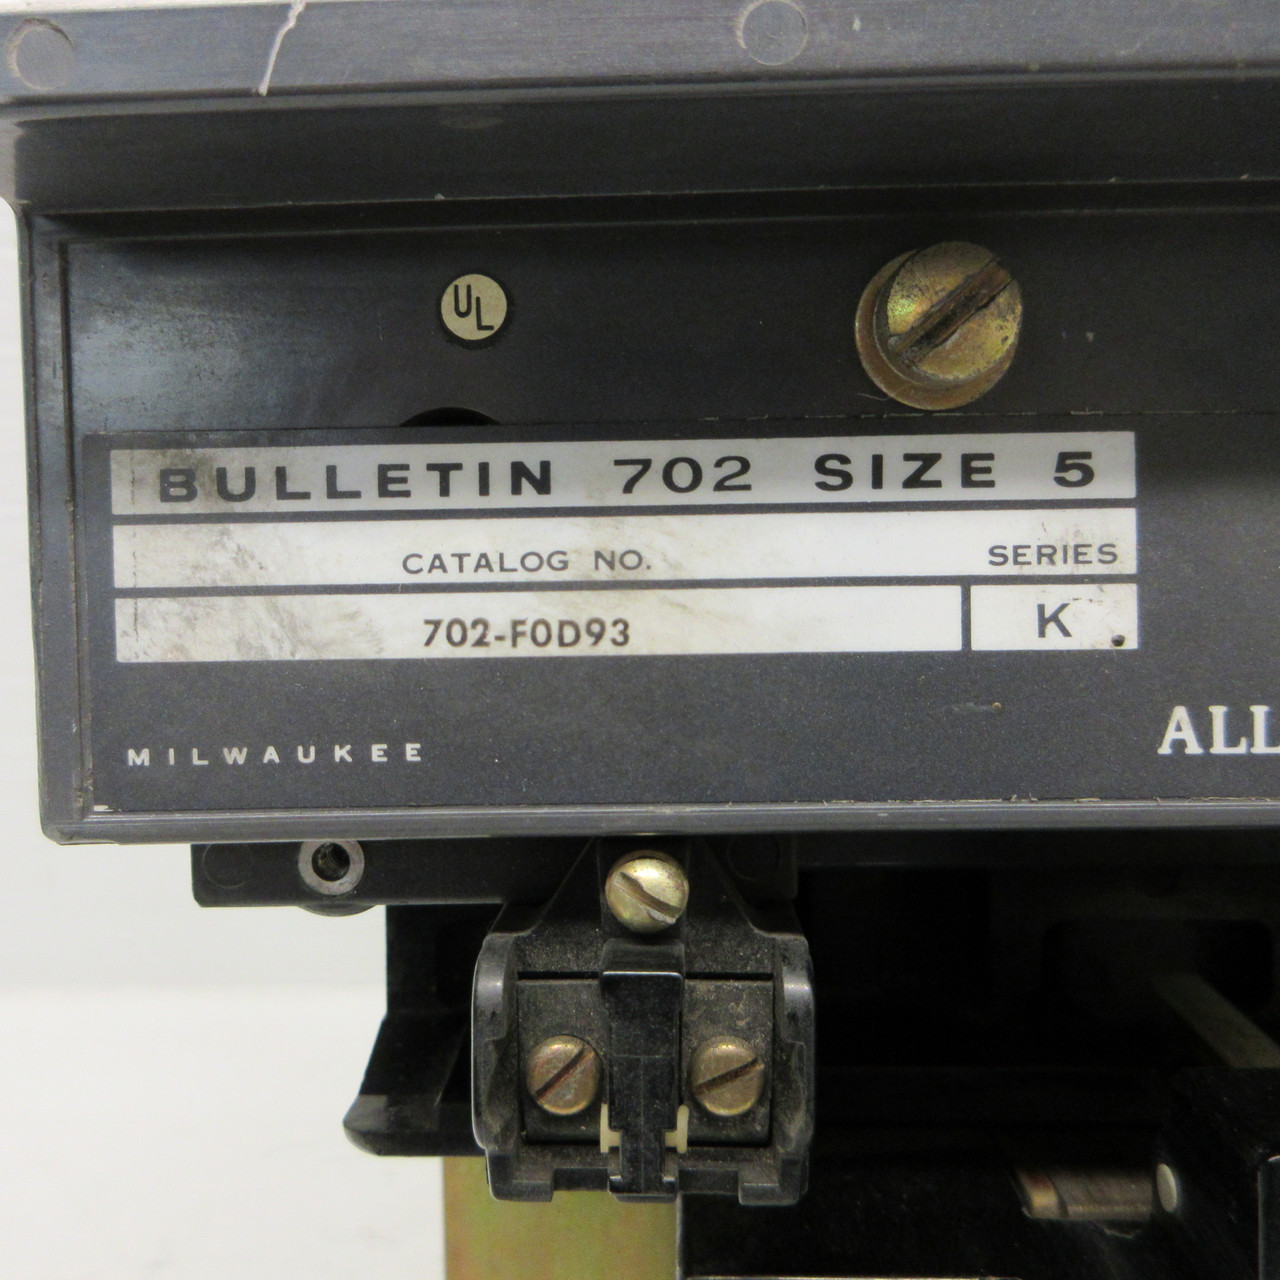 UL
BULLETIN 702 SIZE 5
CATALOG NO. SERIES
702-F0D93 K
MILWAUKEE
ALL